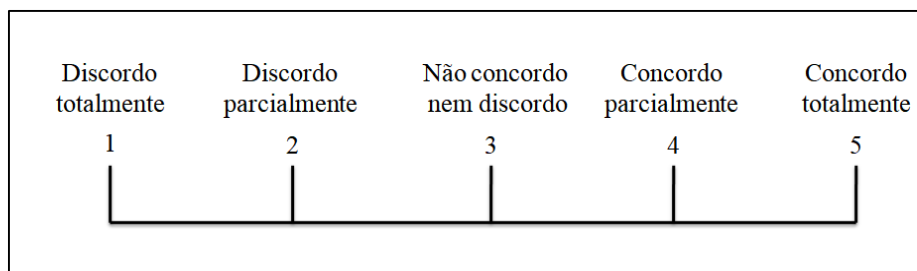 Discordo totalmente
Discordo parcialmente
Não concordo nem discordo
Concordo parcialmente
Concordo totalmente
1 2 3 4 5